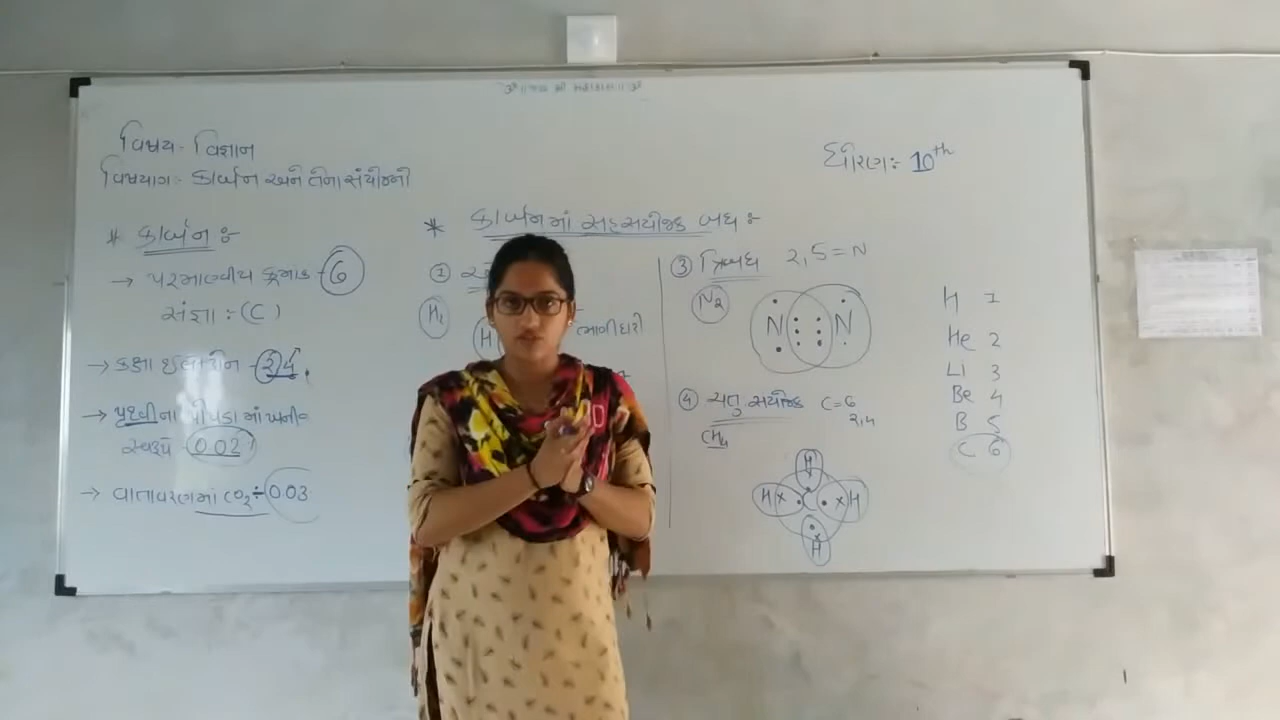 વિષય:- વિજ્ઞાન
વિષયાંગ:- કાર્બન અને તેના સંયોજનો
ધોરણ:- 10th
* કાર્બન:-
→ પરમાણ્વીય ક્રમાંક - 6
સંજ્ઞા :- (C)
→ કક્ષા ઈલેક્ટ્રોન - 2,4
→ પૃથ્વીના પોપડામાં ખનીજ
સ્વરૂપે 0.02
→ વાતાવરણમાં CO2 :- 0.03
* કાર્બનમાં સહસંયોજક બંધ :-
①
H2
H
ભાગીદારી
③ ત્રિબંધ 2,5 = N
N2
N N
④ ચતુ સંયોજક C=6
2,4
CH4
H
H x C x H
x
H
H 1
He 2
LI 3
Be 4
B 5
C 6